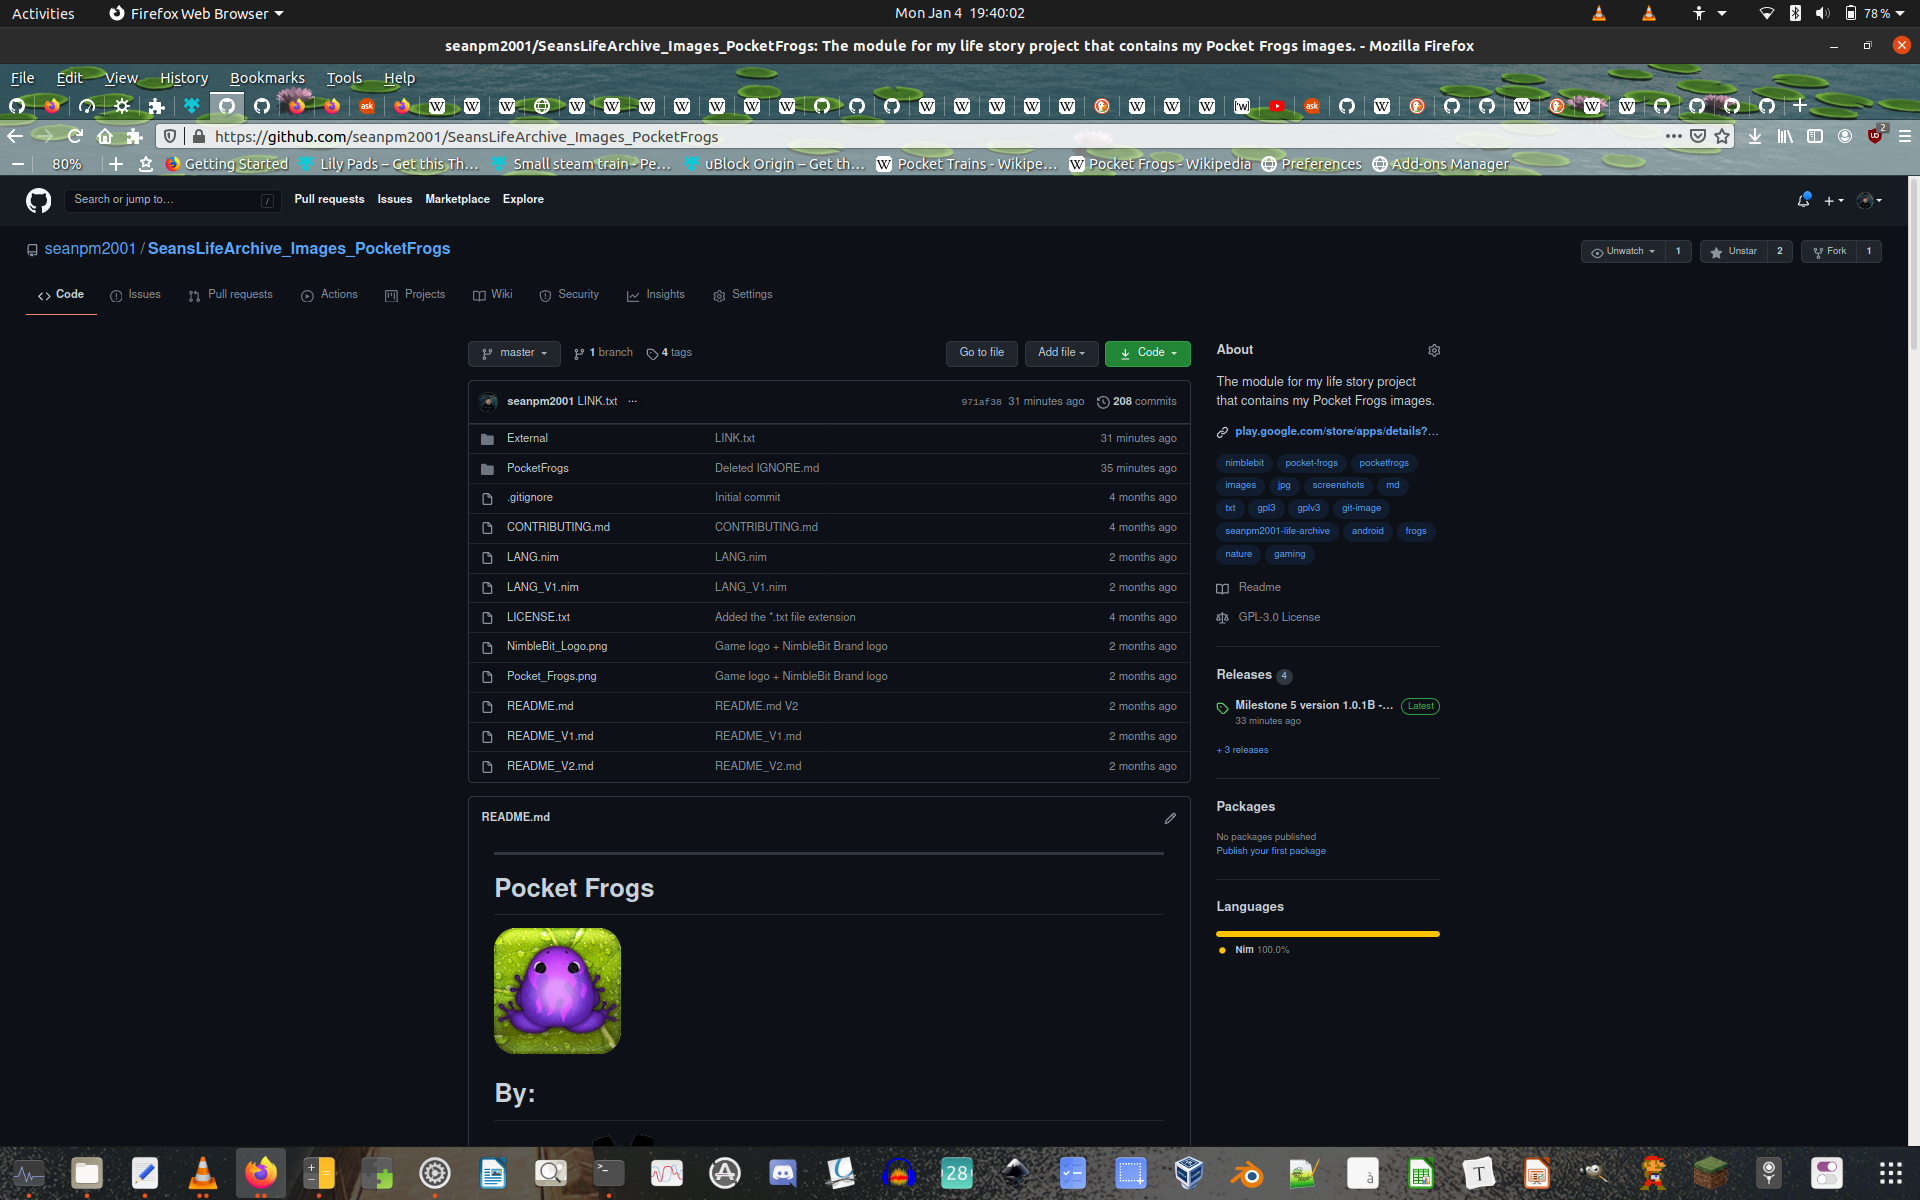 Activities Firefox Web Browser Mon Jan 4 19:40:02 78 %
seanpm2001/SeansLifeArchive_Images_PocketFrogs: The module for my life story project that contains my Pocket Frogs images. - Mozilla Firefox
File Edit View History Bookmarks Tools Help
https://github.com/seanpm2001/SeansLifeArchive_Images_PocketFrogs 2
80% Getting Started Lily Pads – Get this Th… Small steam train - Pe… uBlock Origin – Get th… Pocket Trains - Wikipe… Pocket Frogs - Wikipedia Preferences Add-ons Manager
Search or jump to… / Pull requests Issues Marketplace Explore
seanpm2001 / SeansLifeArchive_Images_PocketFrogs Unwatch 1 Unstar 2 Fork 1
Code Issues Pull requests Actions Projects Wiki Insights Security Settings
master 1 branch 4 tags Go to file Add file Code
seanpm2001 LINK.txt ... 971af38 31 minutes ago 208 commits
External LINK.txt 31 minutes ago
PocketFrogs Deleted IGNORE.md 35 minutes ago
.gitignore Initial commit 4 months ago
CONTRIBUTING.md CONTRIBUTING.md 4 months ago
LANG.nim LANG.nim 2 months ago
LANG_V1.nim LANG_V1.nim 2 months ago
LICENSE.txt Added the *.txt file extension 4 months ago
NimbleBit_Logo.png Game logo + NimbleBit Brand logo 2 months ago
Pocket_Frogs.png Game logo + NimbleBit Brand logo 2 months ago
README.md README.md V2 2 months ago
README_V1.md README_V1.md 2 months ago
README_V2.md README_V2.md 2 months ago
README.md
Pocket Frogs
By:
About
The module for my life story project
that contains my Pocket Frogs images.
play.google.com/store/apps/details?…
nimblebit pocket-frogs pocketfrogs
images jpg screenshots md
txt gpl3 gplv3 git-image
seanpm2001-life-archive android frogs
nature gaming
Readme
GPL-3.0 License
Releases 4
Milestone 5 version 1.0.1B -… Latest
33 minutes ago
+ 3 releases
Packages
No packages published
Publish your first package
Languages
Nim 100.0%
28